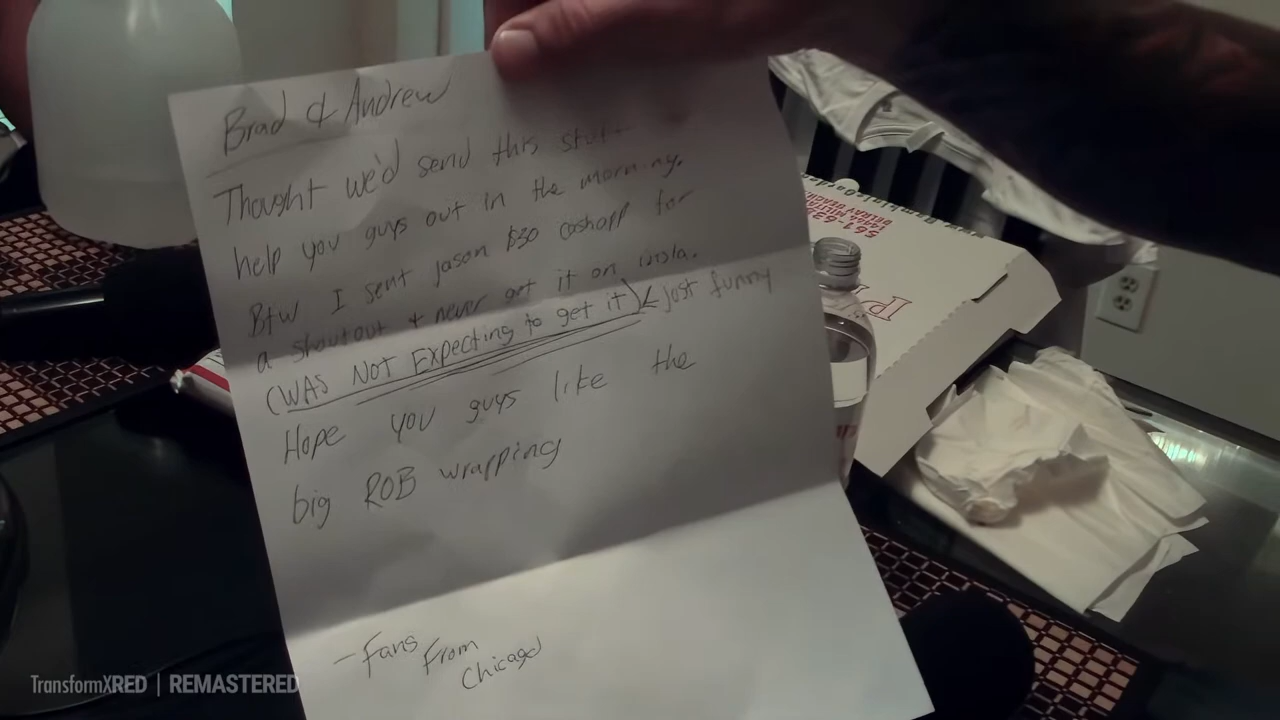 Brad & Andrew
Thought we'd send this stuff
help you guys out in the morning.
Btw I sent Jason $30 cashapp for
a shoutout + never got it on insta.
(WAS NOT EXPecting to get it) ← just funny
Hope you guys like the
big ROB wrapping
- Fans From
Chicago
561-63
TransformXRED | REMASTERED